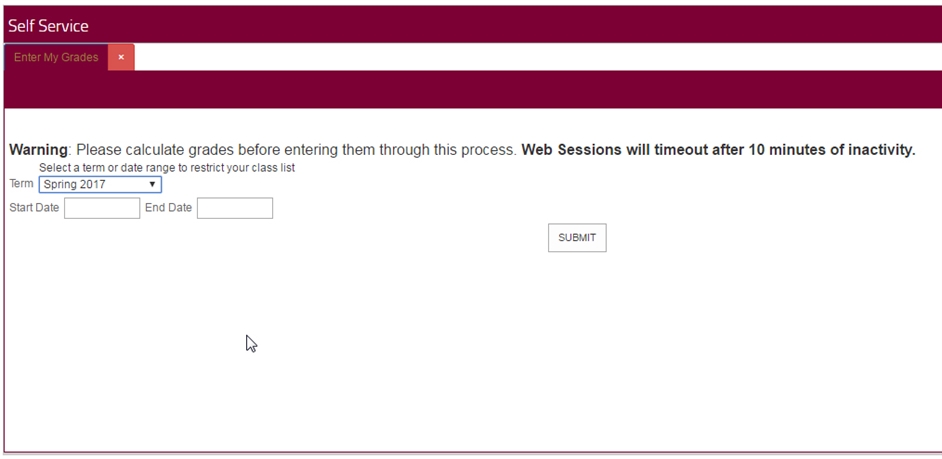 Self Service
Enter My Grades ×
Warning: Please calculate grades before entering them through this process. Web Sessions will timeout after 10 minutes of inactivity.
Select a term or date range to restrict your class list
Term Spring 2017
Start Date End Date
SUBMIT